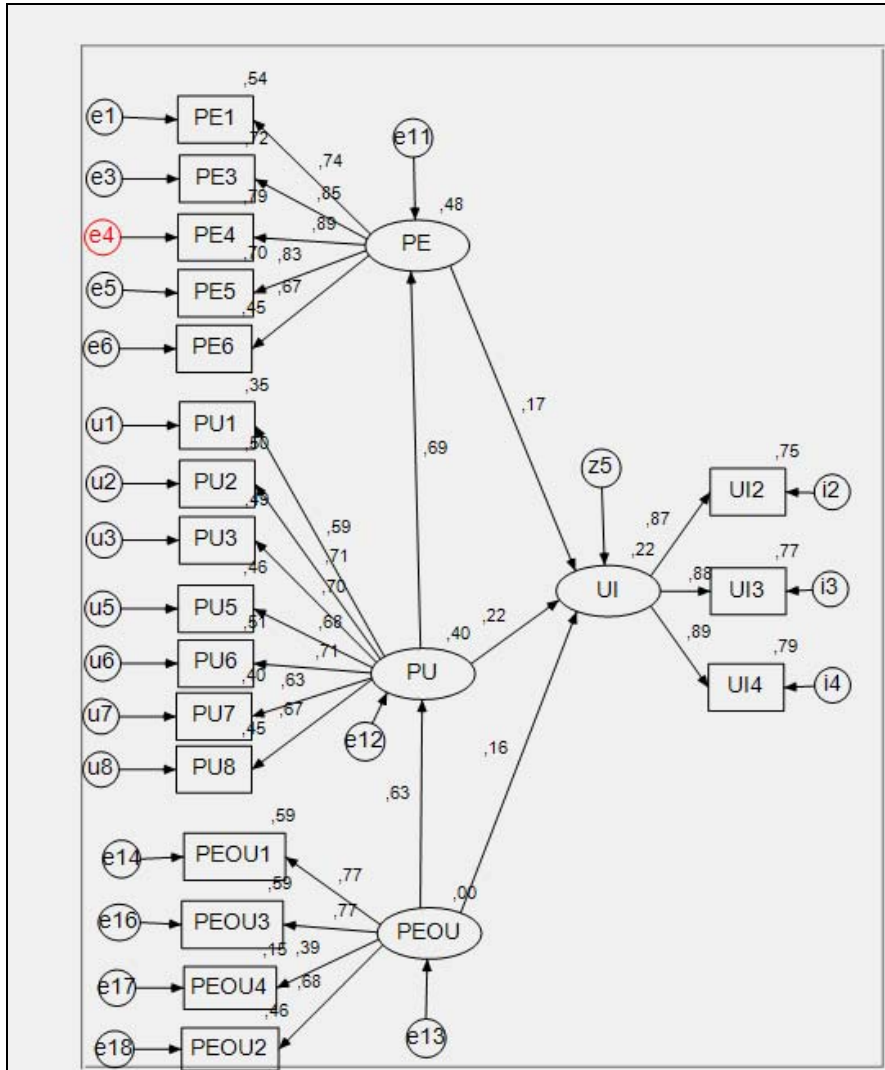 ,54
e1 PE1
,72
,74
e11
e3 PE3
,85
,79
,48
,89
e4 PE4
PE
,70
,83
e5 PE5
,67
,45
e6 PE6
,35
u1 PU1
,17
,50
,69
z5
,75
u2 PU2
UI2 i2
,49
,87
,59
,22
,77
u3 PU3
,71
,46
,70
UI
,88
UI3 i3
u5 PU5
,68
,22
,89
,79
,51
,40
u6 PU6
,71
PU
UI4 i4
,40
,63
u7 PU7
,67
,45
e12
,16
u8 PU8
,63
,59
e14 PEOU1
,77
,59
,77
,00
e16 PEOU3
PEOU
,15
,39
,68
e17 PEOU4
,46
e13
e18 PEOU2